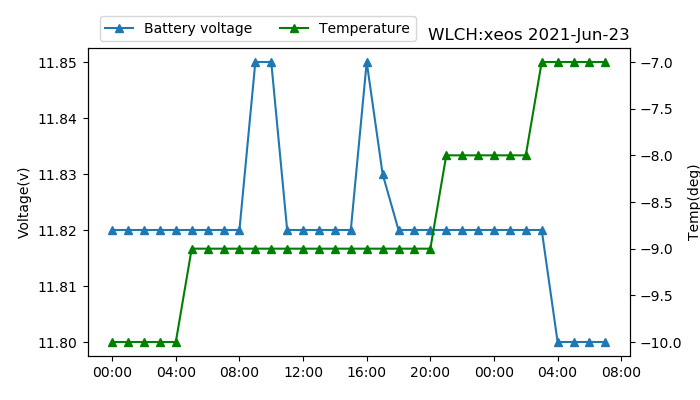 Battery voltage Temperature
WLCH:xeos 2021-Jun-23
11.85
11.84
11.83
11.82
11.81
11.80
Voltage(v)
−7.0
−7.5
−8.0
−8.5
−9.0
−9.5
−10.0
Temp(deg)
00:00 04:00 08:00 12:00 16:00 20:00 00:00 04:00 08:00